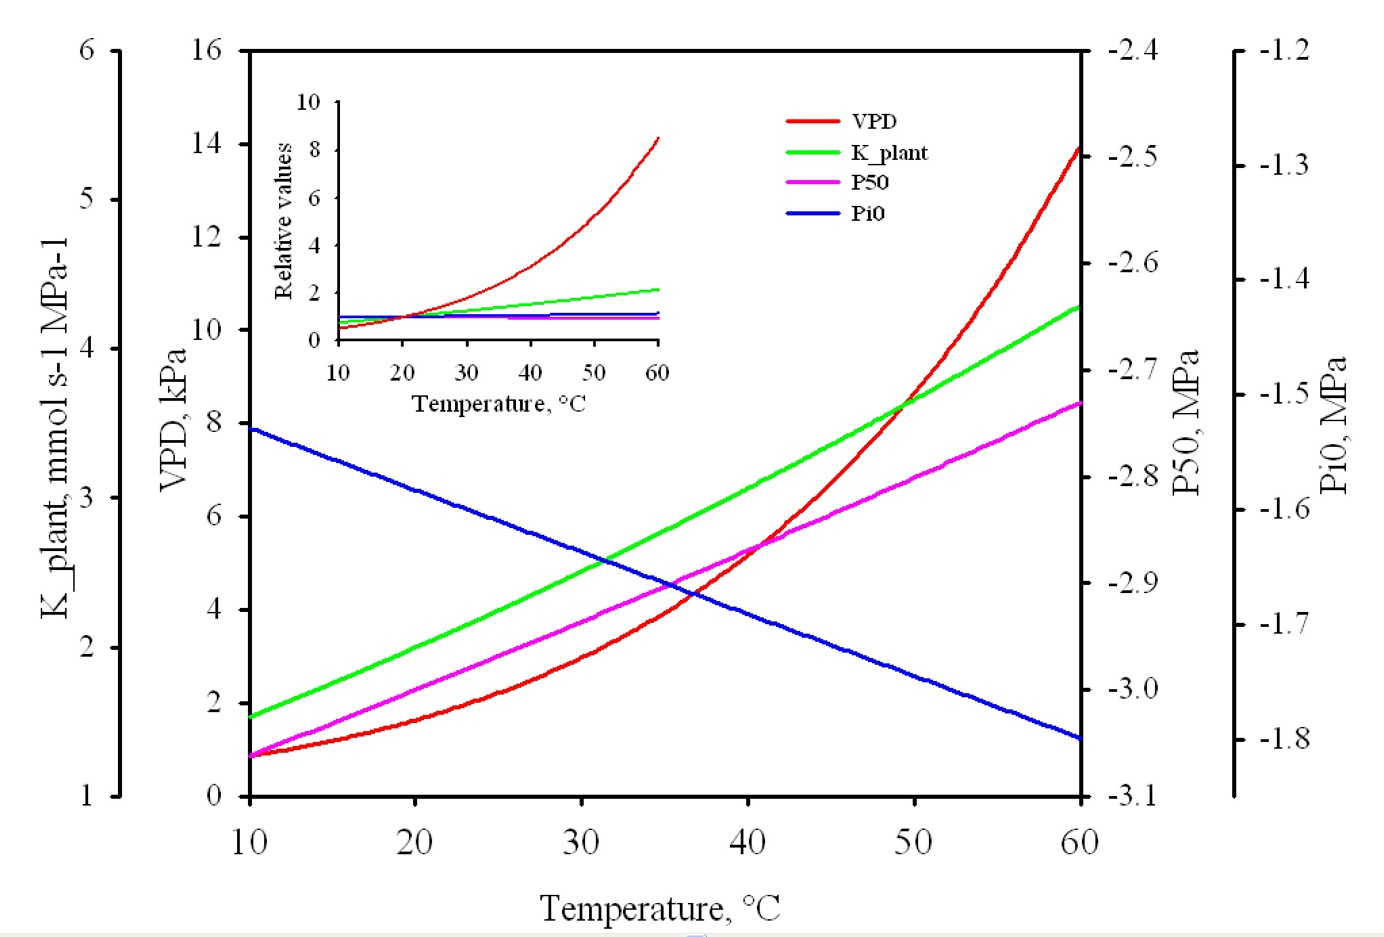 6
5
4
3
2
1
K_plant, mmol s-1 MPa-1
16
14
12
10
8
6
4
2
0
VPD, kPa
10
8
6
4
2
0
Relative values
10 20 30 40 50 60
Temperature, °C
VPD
K_plant
P50
Pi0
-2.4
-2.5
-2.6
-2.7
-2.8
-2.9
-3.0
-3.1
P50, MPa
-1.2
-1.3
-1.4
-1.5
-1.6
-1.7
-1.8
Pi0, MPa
10 20 30 40 50 60
Temperature, °C